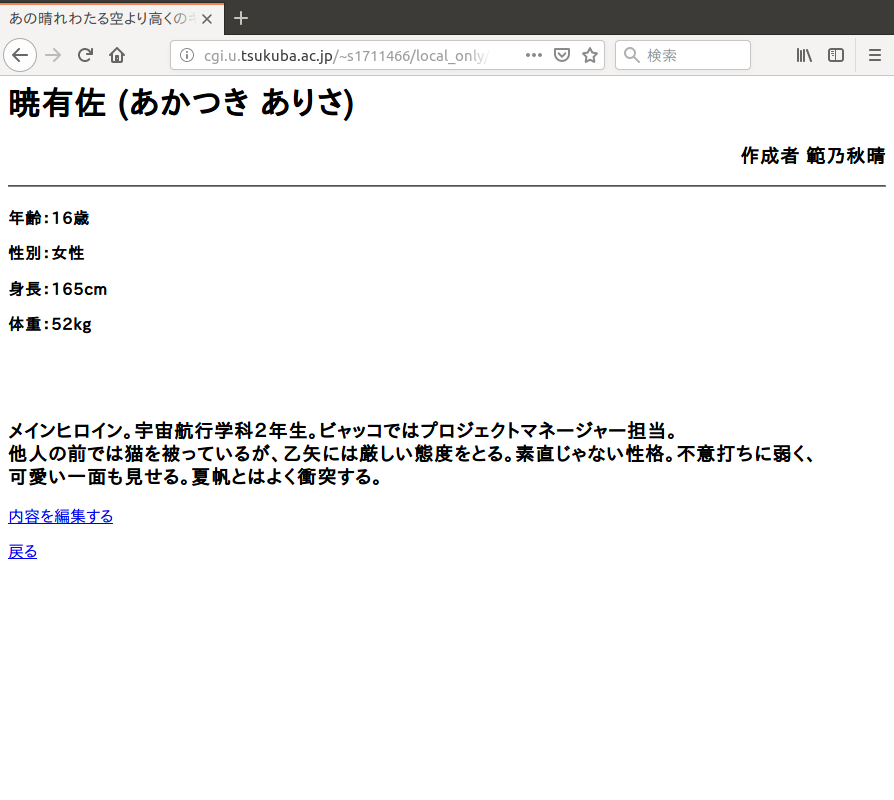 あの晴れわたる空より高くの
cgi.u.tsukuba.ac.jp/~s1711466/local_only/
検索
暁有佐 (あかつき ありさ)
作成者 範乃秋晴
年齢：16歳
性別：女性
身長：165cm
体重：52kg
メインヒロイン。宇宙航行学科２年生。ビャッコではプロジェクトマネージャー担当。
他人の前では猫を被っているが、乙矢には厳しい態度をとる。素直じゃない性格。不意打ちに弱く、
可愛い一面も見せる。夏帆とはよく衝突する。
内容を編集する
戻る